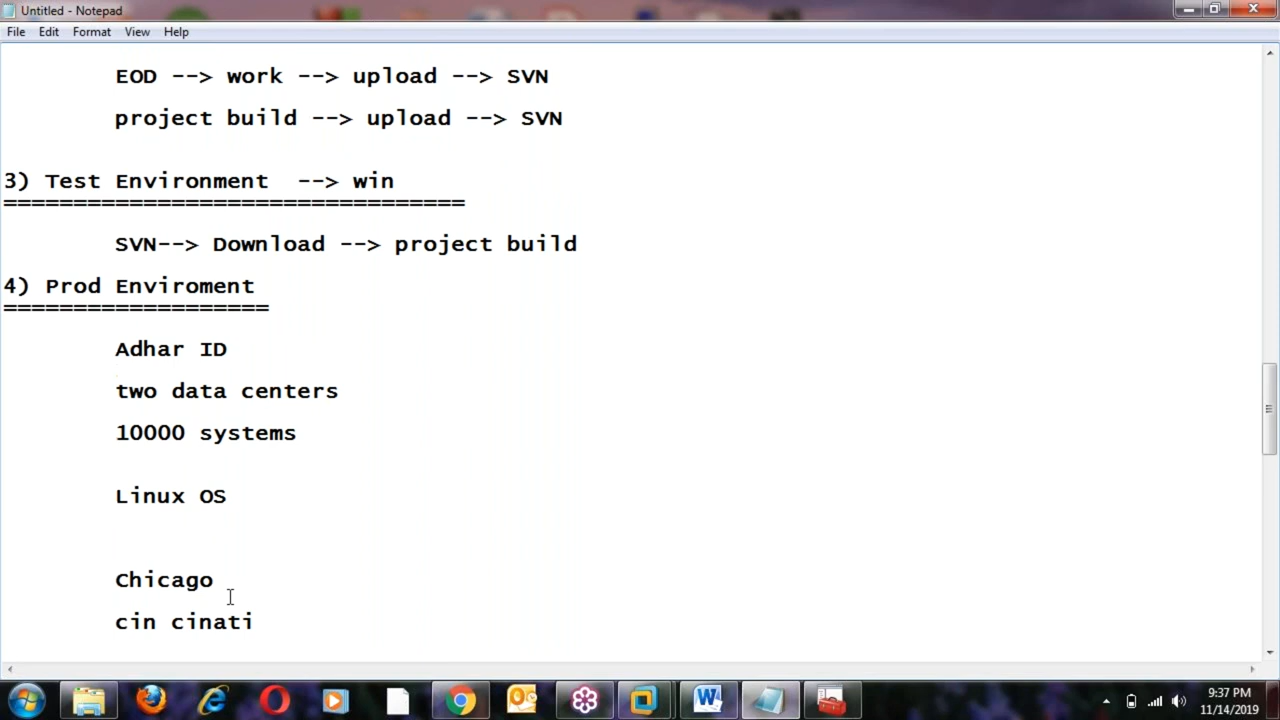 Untitled - Notepad
File Edit Format View Help
EOD --> work --> upload --> SVN
project build --> upload --> SVN
3) Test Environment --> win
=================================
SVN--> Download --> project build
4) Prod Enviroment
===================
Adhar ID
two data centers
10000 systems
Linux OS
Chicago
cin cinati
9:37 PM
11/14/2019